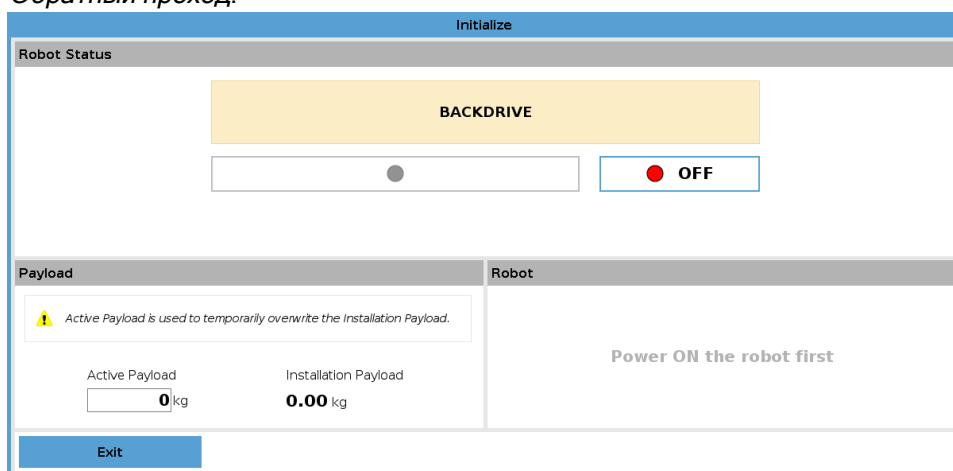 Обратный проход.
Initialize
Robot Status
BACKDRIVE
OFF
Payload
Robot
Active Payload is used to temporarily overwrite the Installation Payload.
Power ON the robot first
Active Payload
Installation Payload
0 kg
0.00 kg
Exit